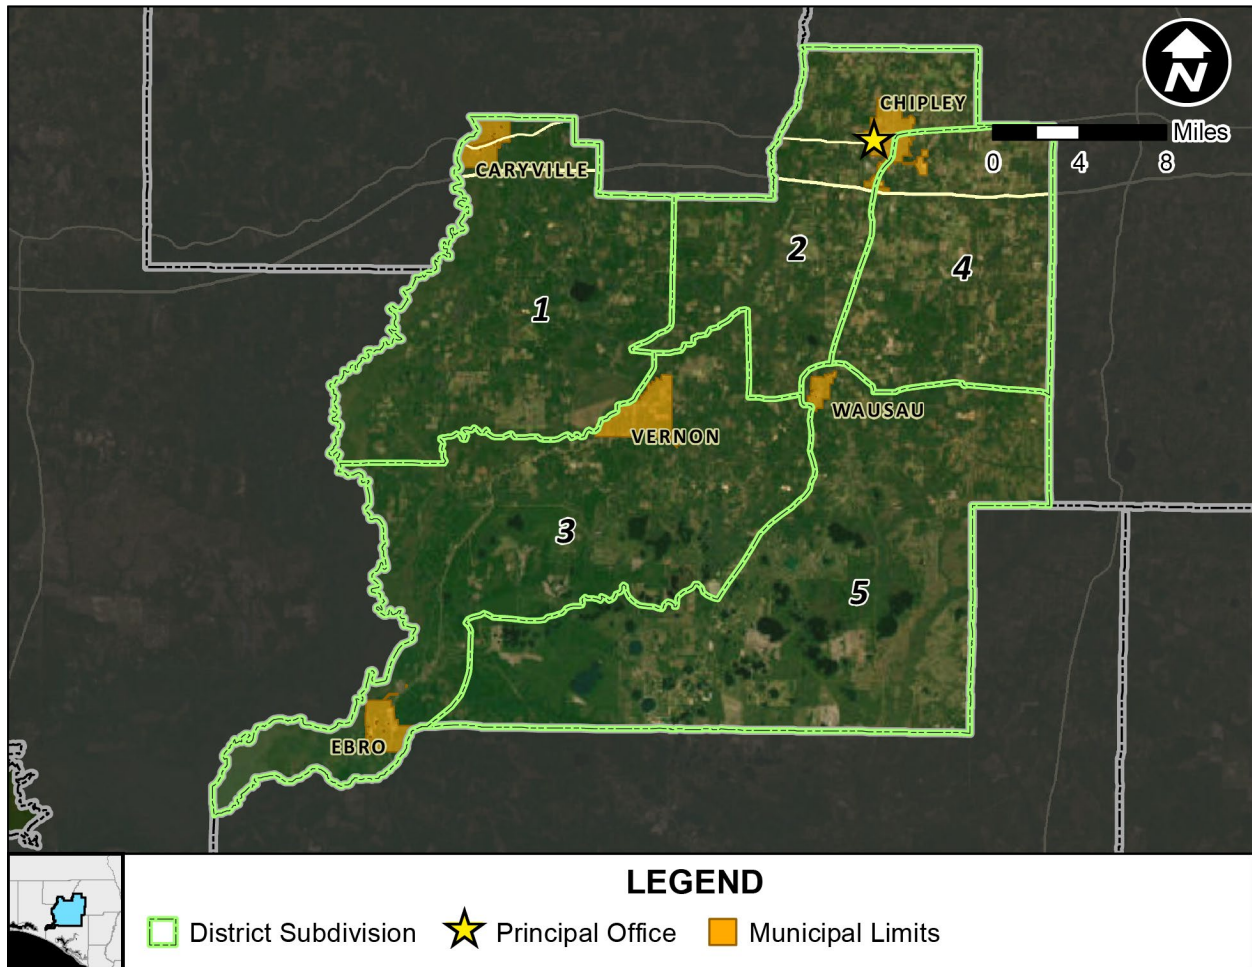 N
CHIPLEY
Miles
0 4 8
CARYVILLE
2
4
1
WAUSAU
VERNON
3
5
EBRO
LEGEND
District Subdivision Principal Office Municipal Limits